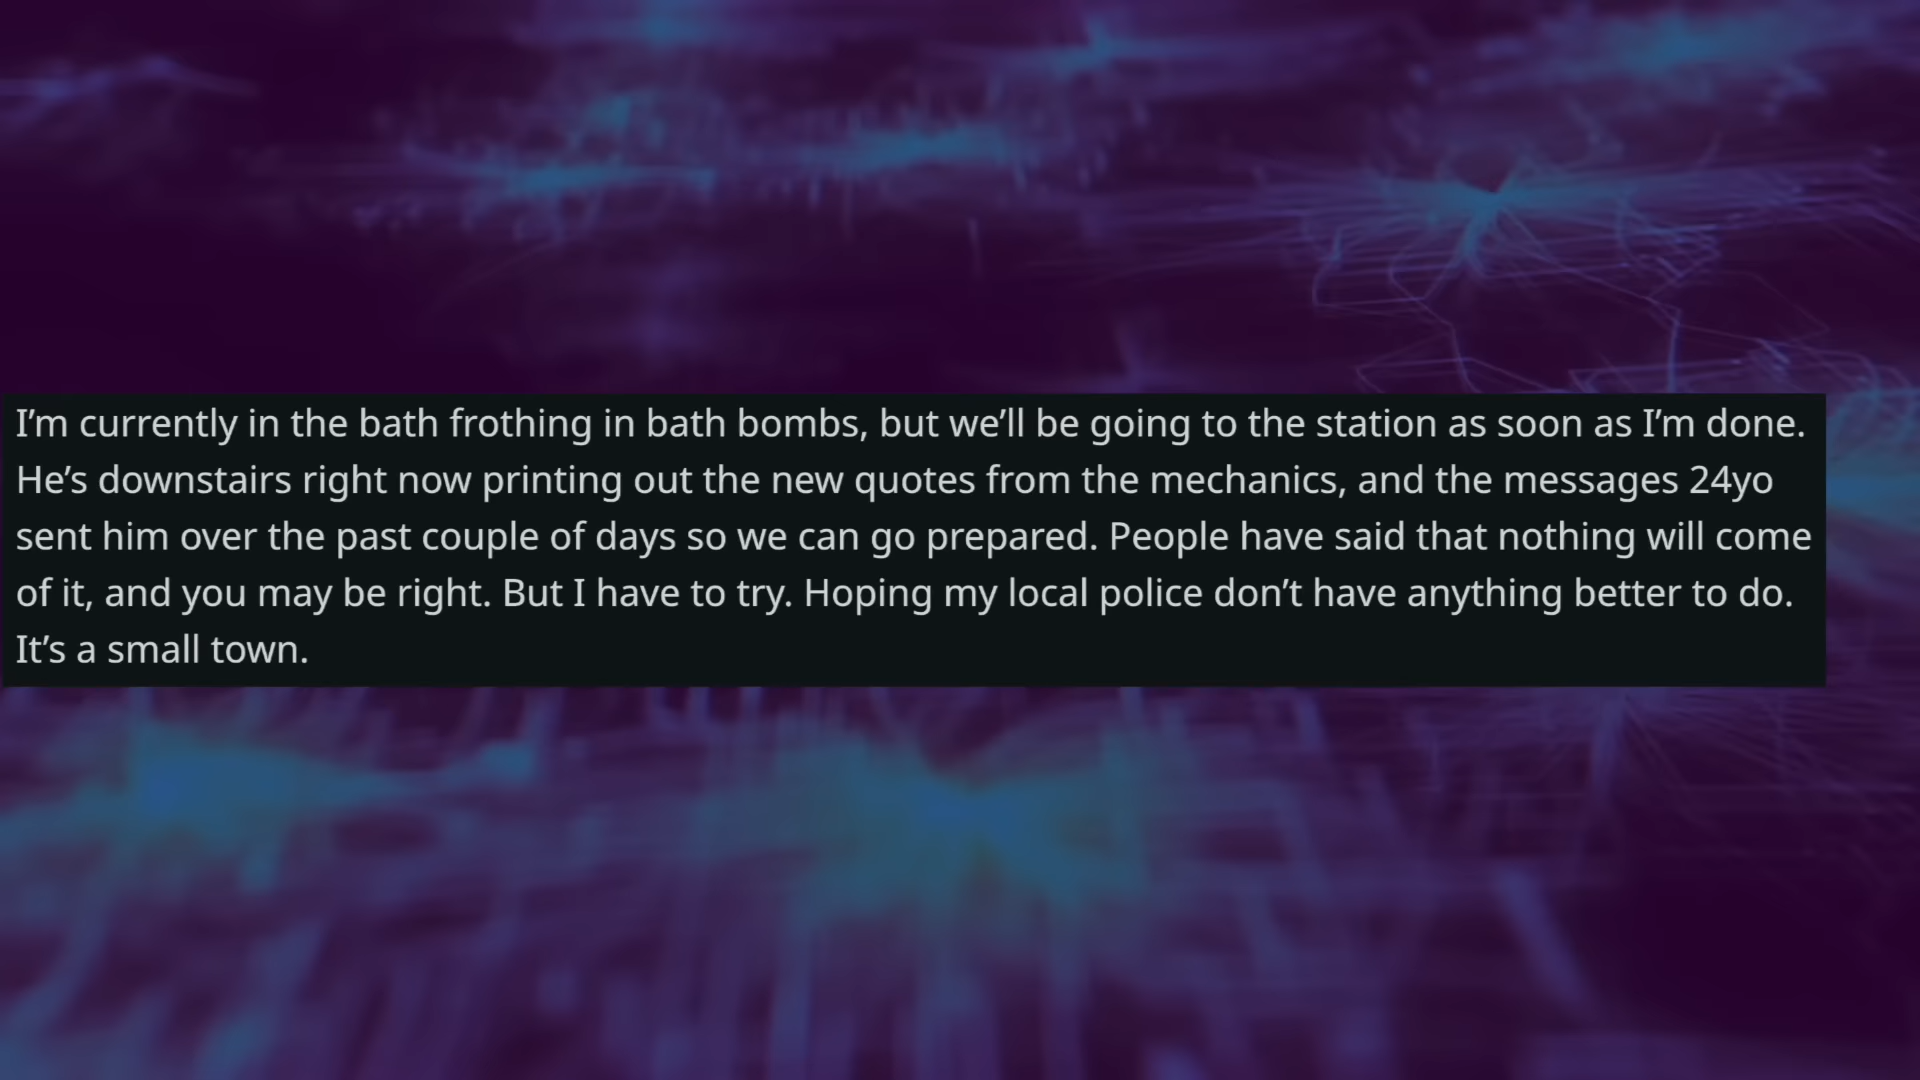 I’m currently in the bath frothing in bath bombs, but we’ll be going to the station as soon as I’m done.
He’s downstairs right now printing out the new quotes from the mechanics, and the messages 24yo
sent him over the past couple of days so we can go prepared. People have said that nothing will come
of it, and you may be right. But I have to try. Hoping my local police don’t have anything better to do.
It’s a small town.